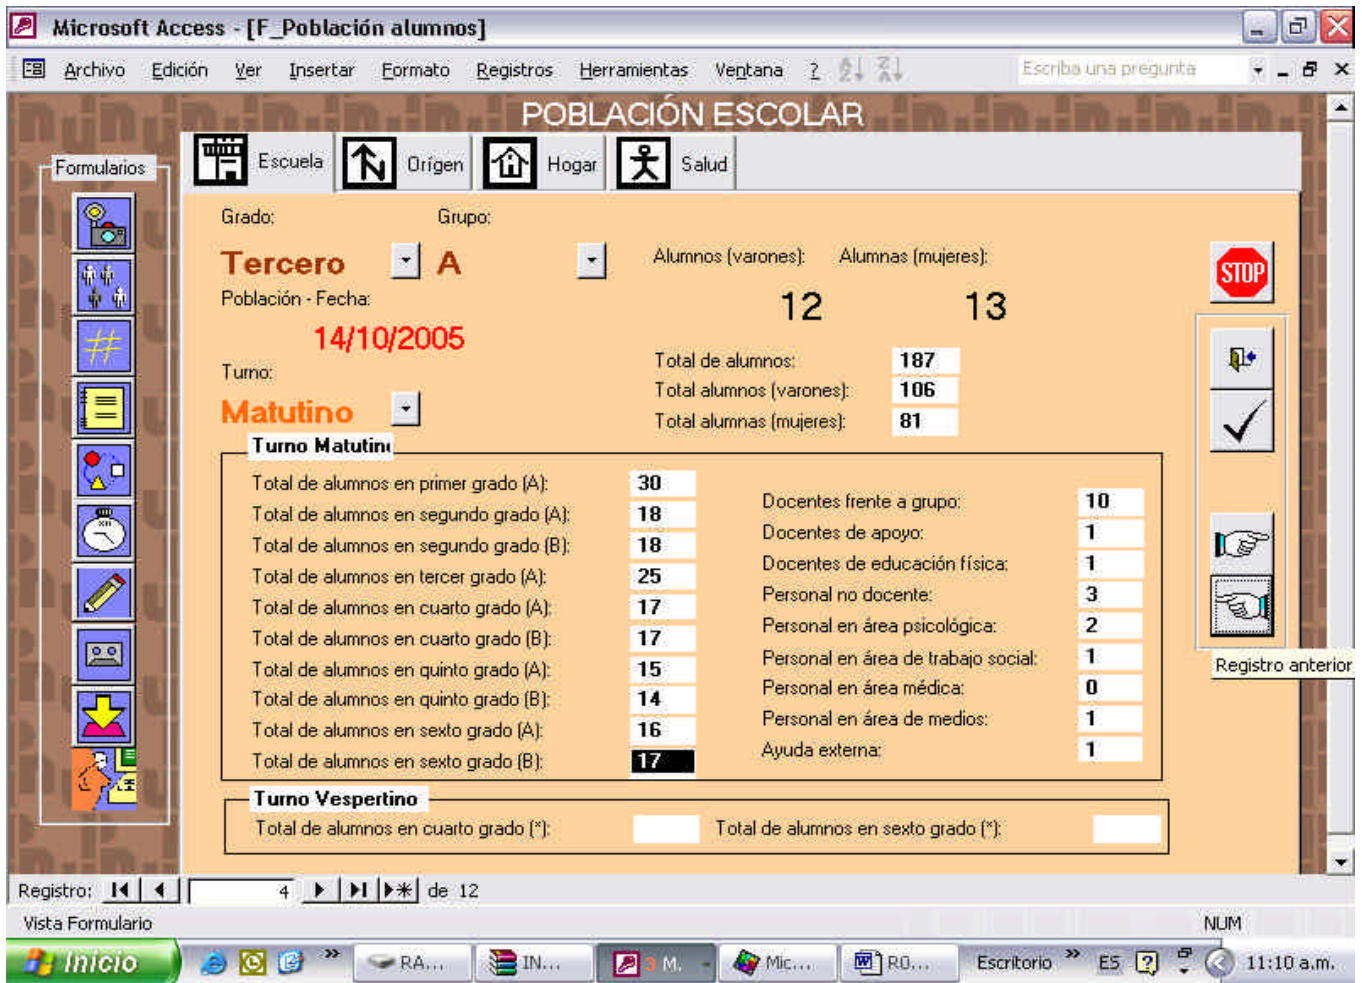 Microsoft Access - [F_Población alumnos]
Archivo Edición Ver Insertar Formato Registros Herramientas Ventana ? Escriba una pregunta
POBLACIÓN ESCOLAR
Formularios
Escuela Orígen Hogar Salud
Grado: Grupo:
Tercero A
Alumnos (varones): Alumnas (mujeres):
12 13
STOP
Población - Fecha:
14/10/2005
Turno:
Matutino
Total de alumnos: 187
Total alumnos (varones): 106
Total alumnas (mujeres): 81
Turno Matutino
Total de alumnos en primer grado (A): 30
Total de alumnos en segundo grado (A): 18
Total de alumnos en segundo grado (B): 18
Total de alumnos en tercer grado (A): 25
Total de alumnos en cuarto grado (A): 17
Total de alumnos en cuarto grado (B): 17
Total de alumnos en quinto grado (A): 15
Total de alumnos en quinto grado (B): 14
Total de alumnos en sexto grado (A): 16
Total de alumnos en sexto grado (B): 17
Docentes frente a grupo: 10
Docentes de apoyo: 1
Docentes de educación física: 1
Personal no docente: 3
Personal en área psicológica: 2
Personal en área de trabajo social: 1
Personal en área médica: 0
Personal en área de medios: 1
Ayuda externa: 1
Registro anterior
Turno Vespertino
Total de alumnos en cuarto grado (*): Total de alumnos en sexto grado (*):
Registro: 4 de 12
Vista Formulario NUM
Inicio » RA... IN... 3 M. Mic... RO... Escritorio » ES 11:10 a.m.